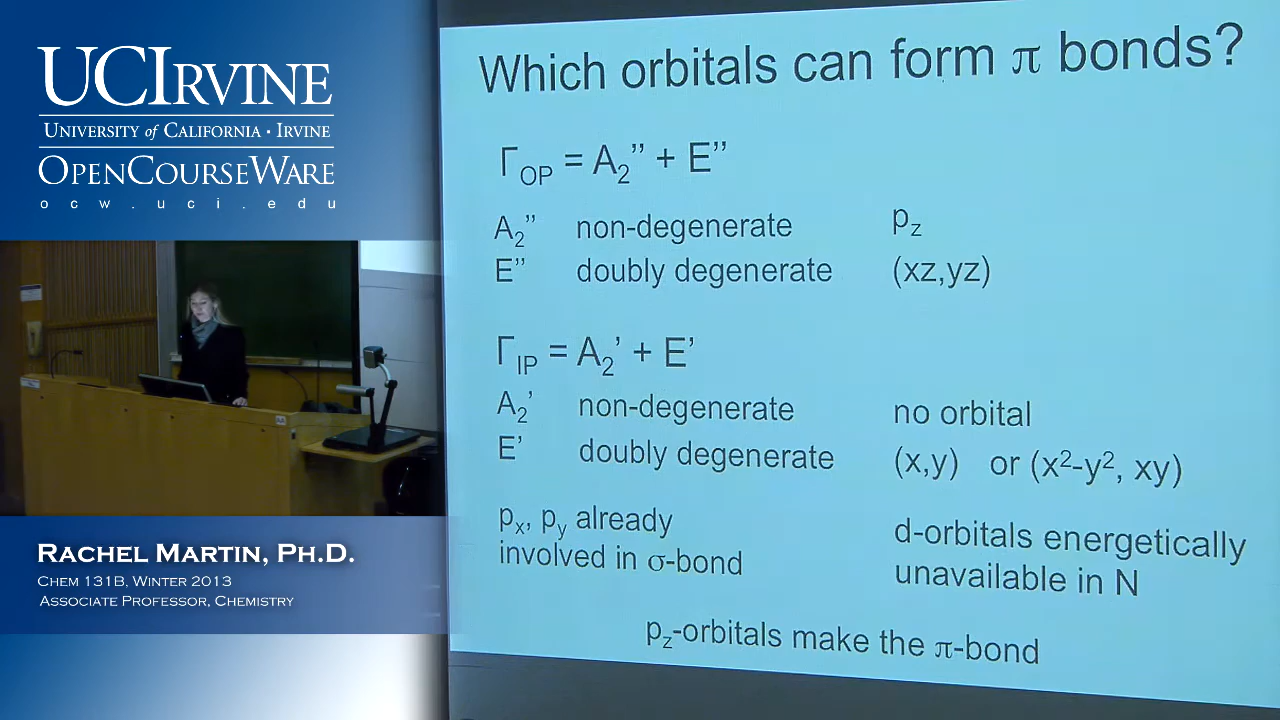 UCIRVINE
UNIVERSITY of CALIFORNIA · IRVINE
OPENCOURSEWARE
ocw.uci.edu
RACHEL MARTIN, PH.D.
CHEM 131B, WINTER 2013
ASSOCIATE PROFESSOR, CHEMISTRY
Which orbitals can form π bonds?
Γ_OP = A₂” + E”
A₂” non-degenerate p_z
E” doubly degenerate (xz,yz)
Γ_IP = A₂’ + E’
A₂’ non-degenerate no orbital
E’ doubly degenerate (x,y) or (x²-y², xy)
pₓ, p_y already
involved in σ-bond
d-orbitals energetically
unavailable in N
p_z-orbitals make the π-bond